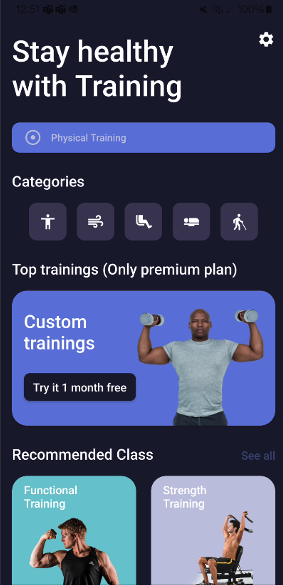 12:51
100%
Stay healthy
with Training
Physical Training
Categories
Top trainings (Only premium plan)
Custom
trainings
Try it 1 month free
Recommended Class
See all
Functional
Training
Strength
Training